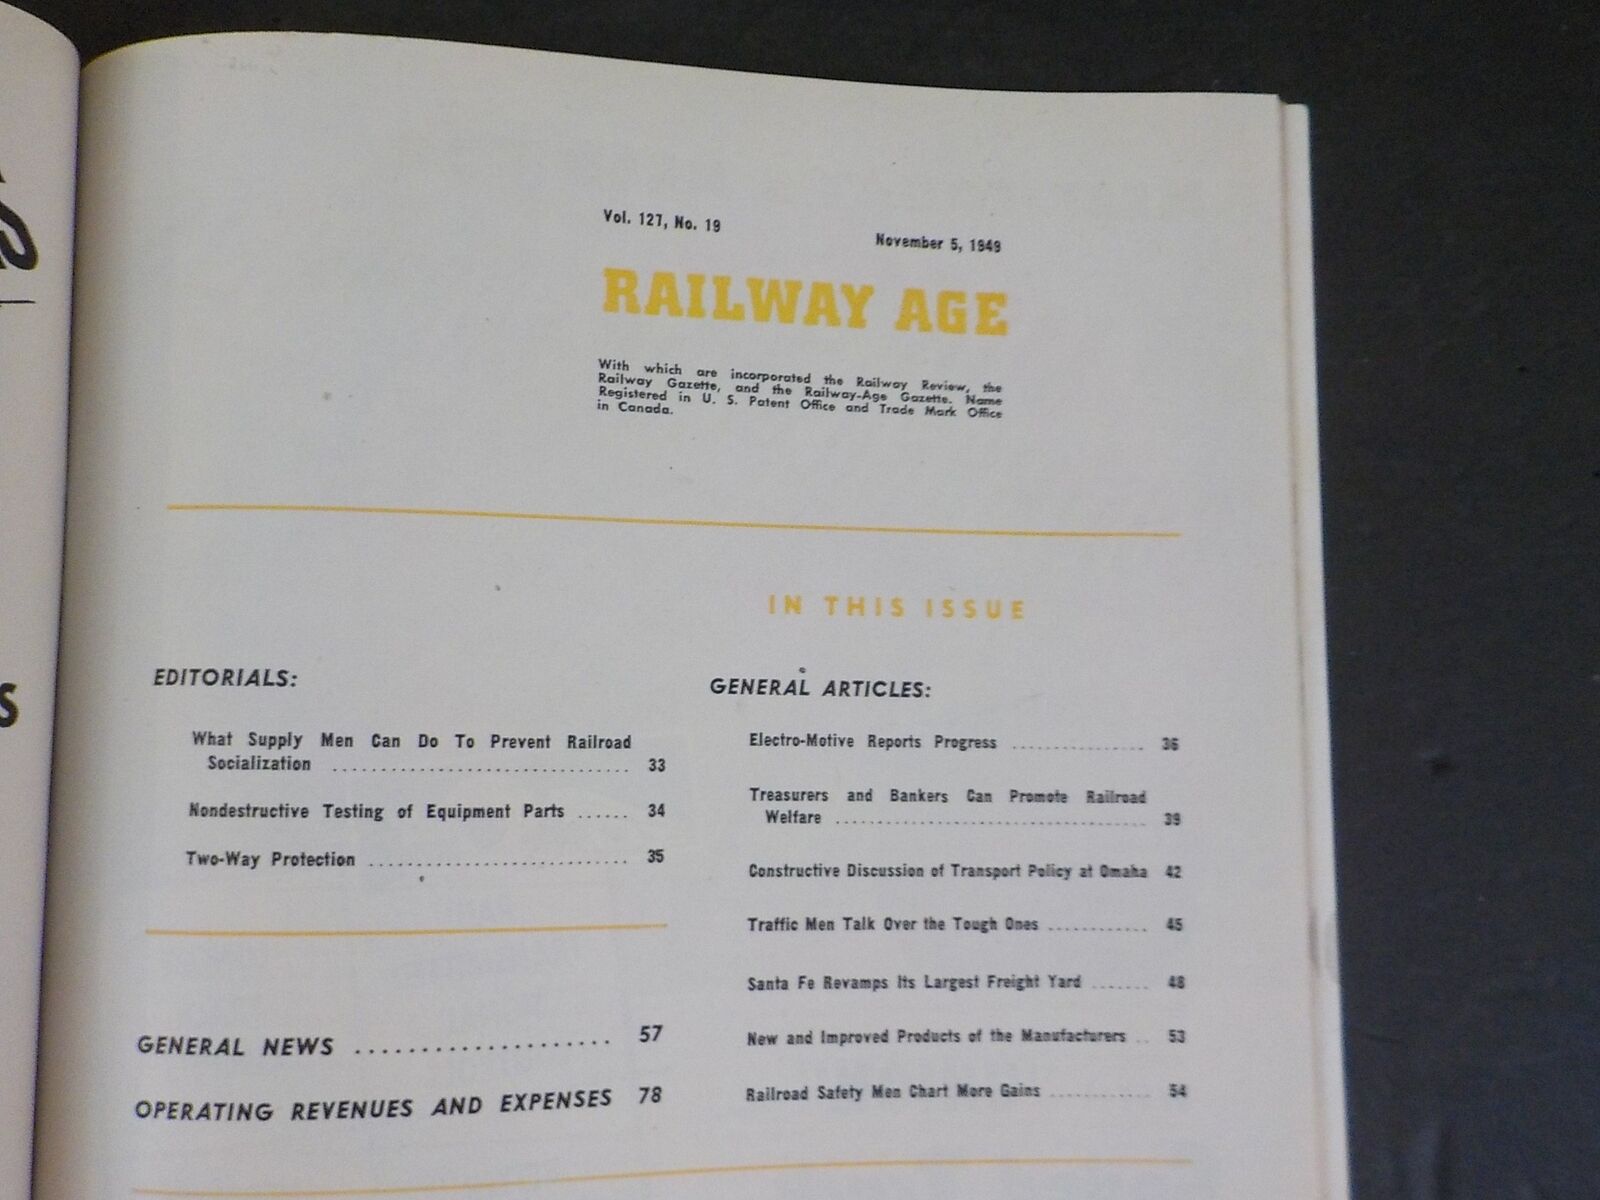 S
S
Vol. 127, No. 19
November 5, 1949
RAILWAY AGE
With which are incorporated the Railway Review, the
Railway Gazette, and the Railway-Age Gazette. Name
Registered in U. S. Patent Office and Trade Mark Office
in Canada.
IN THIS ISSUE
EDITORIALS:
What Supply Men Can Do To Prevent Railroad
Socialization .............................. 33
Nondestructive Testing of Equipment Parts ...... 34
Two-Way Protection .......................... 35
GENERAL NEWS .................... 57
OPERATING REVENUES AND EXPENSES 78
GENERAL ARTICLES:
Electro-Motive Reports Progress ............... 36
Treasurers and Bankers Can Promote Railroad
Welfare .................................... 39
Constructive Discussion of Transport Policy at Omaha 42
Traffic Men Talk Over the Tough Ones ............ 45
Santa Fe Revamps Its Largest Freight Yard ....... 48
New and Improved Products of the Manufacturers .. 53
Railroad Safety Men Chart More Gains ............ 54